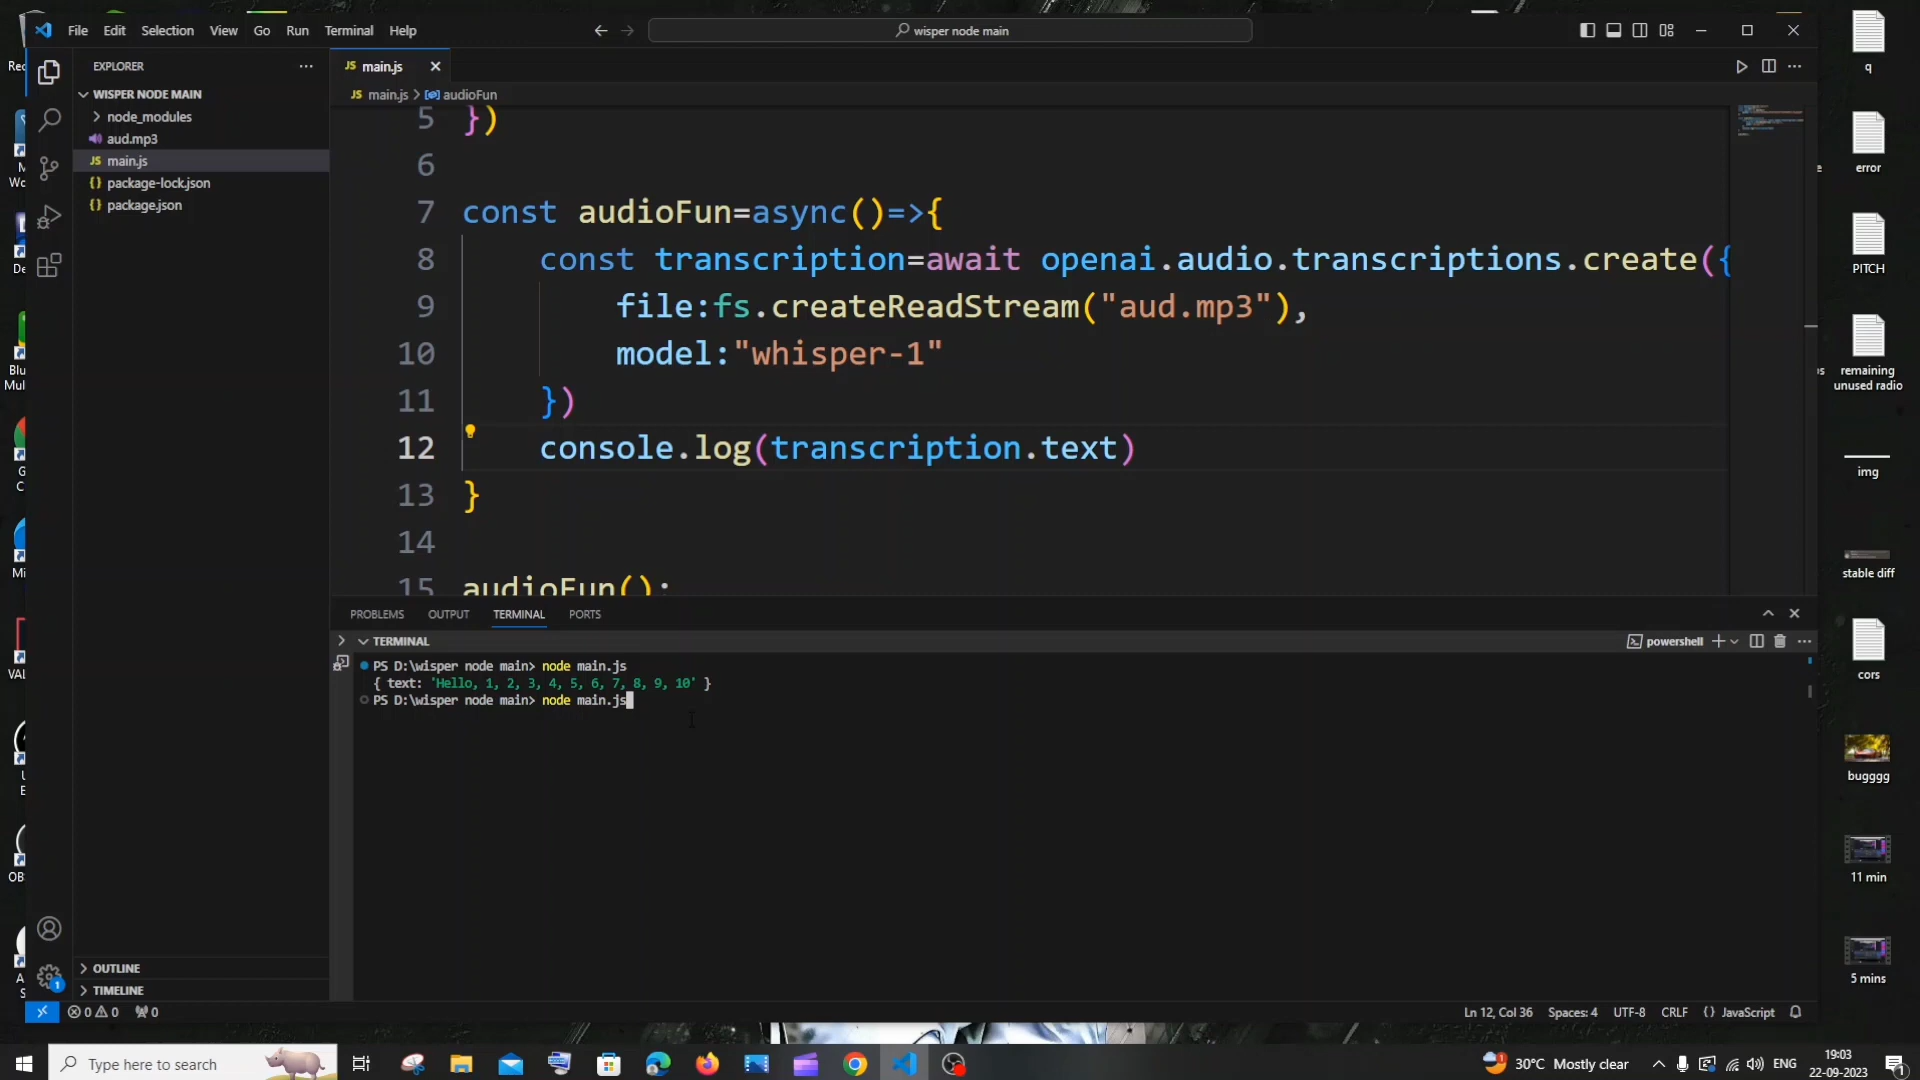 File Edit Selection View Go Run Terminal Help
wisper node main
EXPLORER
WISPER NODE MAIN
node_modules
aud.mp3
JS main.js
{} package-lock.json
{} package.json
OUTLINE
TIMELINE
JS main.js
JS main.js > audioFun
5 })
6
7 const audioFun=async()=>{
8 const transcription=await openai.audio.transcriptions.create({
9 file:fs.createReadStream("aud.mp3"),
10 model:"whisper-1"
11 })
12 console.log(transcription.text)
13 }
14
15 audioFun();
PROBLEMS OUTPUT TERMINAL PORTS
TERMINAL
powershell
PS D:\wisper node main> node main.js
{ text: 'Hello, 1, 2, 3, 4, 5, 6, 7, 8, 9, 10' }
PS D:\wisper node main> node main.js
0 0 0
Ln 12, Col 36 Spaces: 4 UTF-8 CRLF {} JavaScript
1
q
error
PITCH
remaining
unused radio
img
stable diff
cors
bugggg
11 min
5 mins
Type here to search
30°C Mostly clear
ENG
19:03
22-09-2023